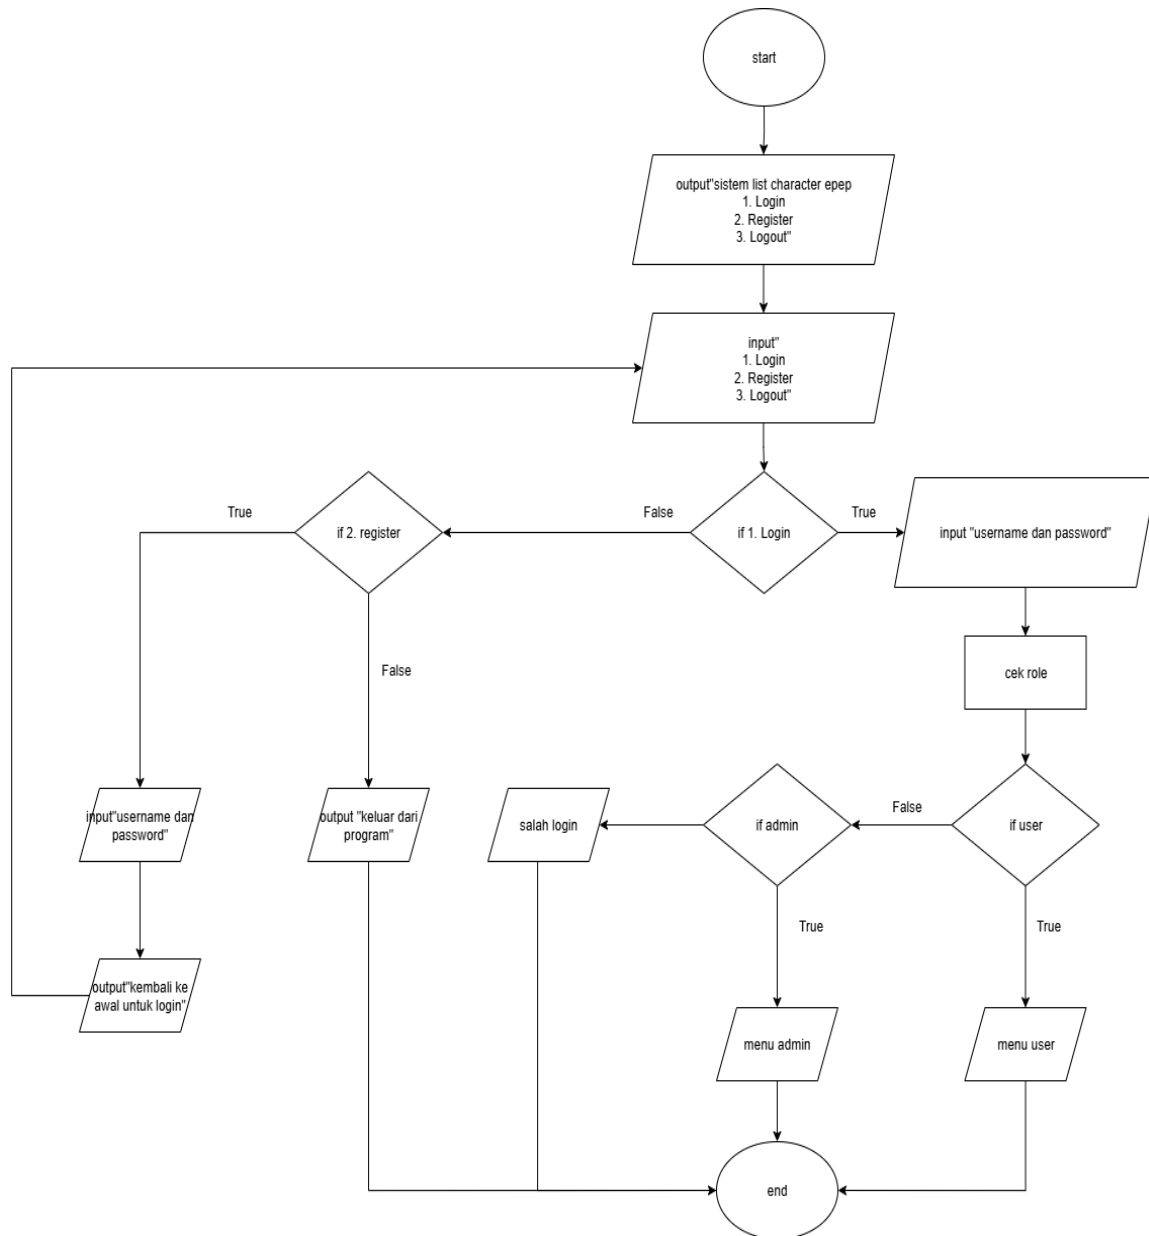 start
output"sistem list character epep
1. Login
2. Register
3. Logout"
input"
1. Login
2. Register
3. Logout"
True
if 2. register
False
if 1. Login
True
input "username dan password"
False
cek role
input"username dan
password"
output "keluar dari
program"
salah login
if admin
False
if user
True
True
output"kembali ke
awal untuk login"
menu admin
menu user
end